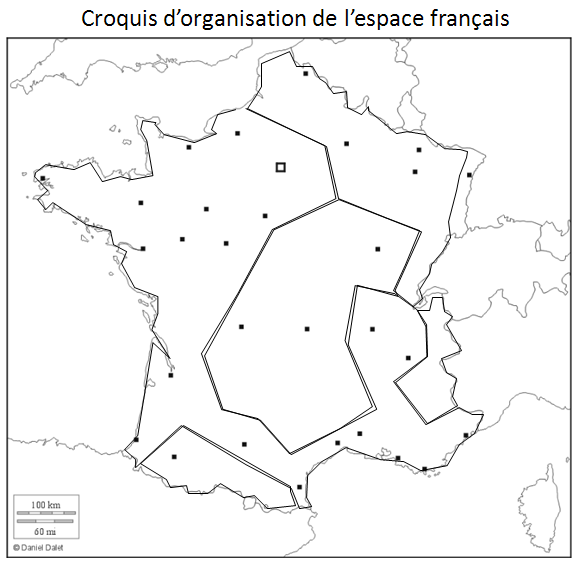 Croquis d’organisation de l’espace français
100 km
60 mi
© Daniel Dalet